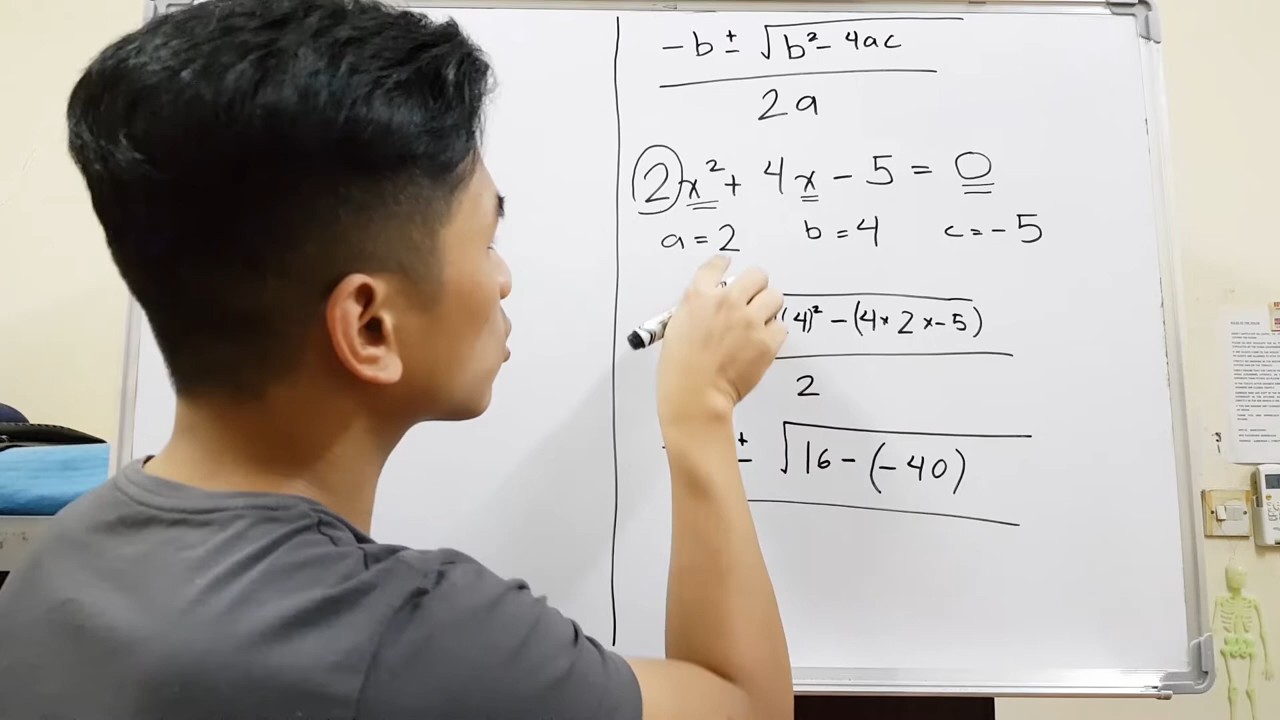 -b ± √b²- 4ac
2a
2x² + 4x - 5 = 0
a = 2 b = 4 c = - 5
(4)² - (4 × 2 × -5)
2
± √16 - (-40)